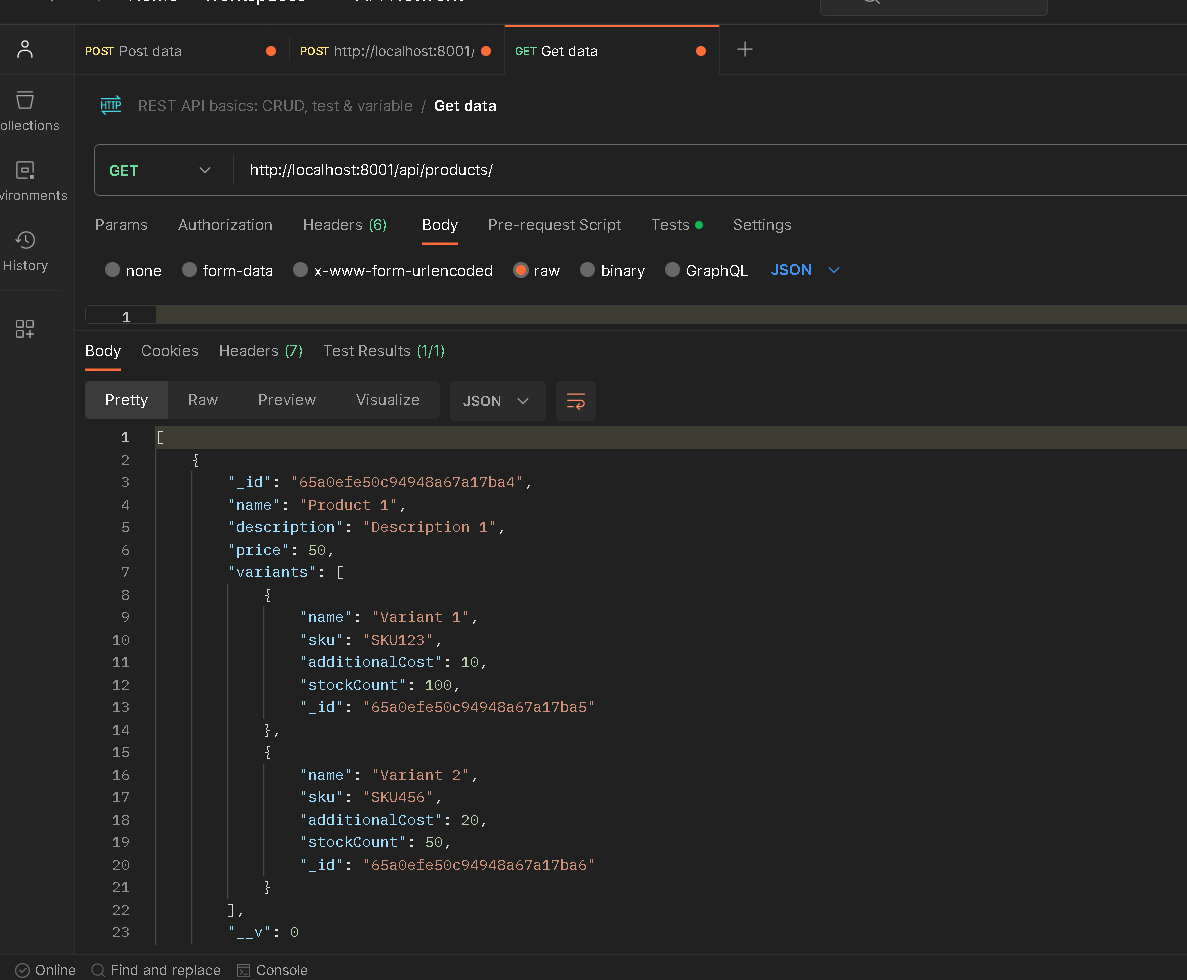 POST Post data
POST http://localhost:8001/
GET Get data
ollections
vironments
History
HTTP REST API basics: CRUD, test & variable / Get data
GET http://localhost:8001/api/products/
Params Authorization Headers (6) Body Pre-request Script Tests Settings
none form-data x-www-form-urlencoded raw binary GraphQL JSON
1
Body Cookies Headers (7) Test Results (1/1)
Pretty Raw Preview Visualize JSON
1 [
2 {
3 "_id": "65a0efe50c94948a67a17ba4",
4 "name": "Product 1",
5 "description": "Description 1",
6 "price": 50,
7 "variants": [
8 {
9 "name": "Variant 1",
10 "sku": "SKU123",
11 "additionalCost": 10,
12 "stockCount": 100,
13 "_id": "65a0efe50c94948a67a17ba5"
14 },
15 {
16 "name": "Variant 2",
17 "sku": "SKU456",
18 "additionalCost": 20,
19 "stockCount": 50,
20 "_id": "65a0efe50c94948a67a17ba6"
21 }
22 ],
23 "__v": 0
Online Find and replace Console